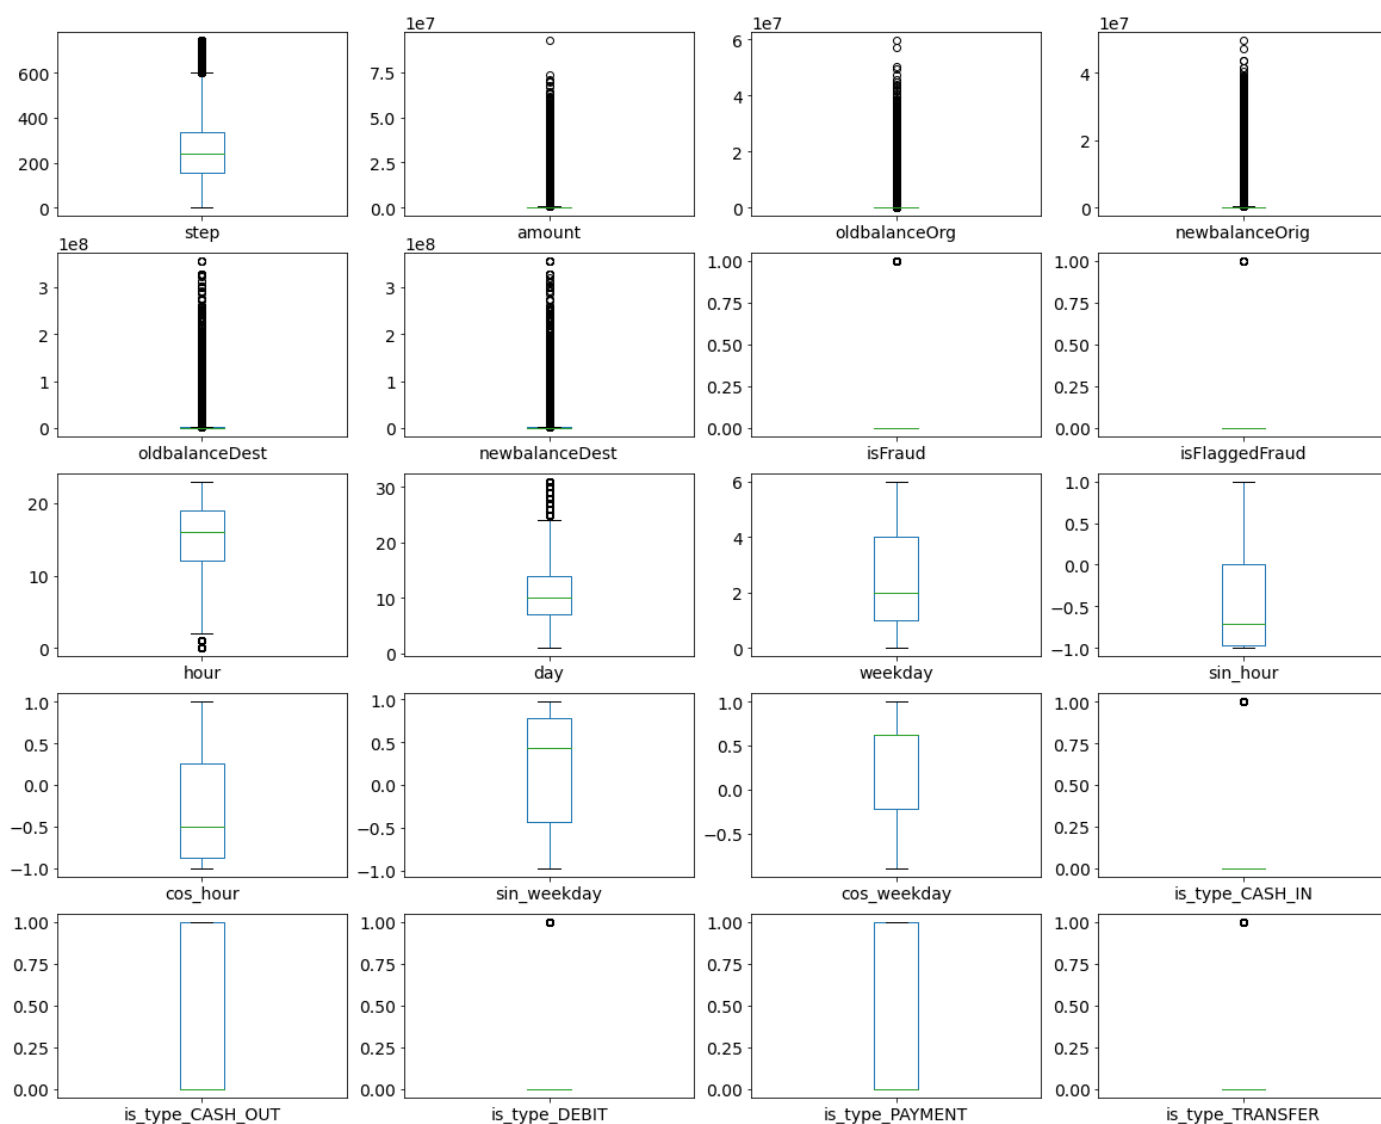 1e7 1e7 1e7
600 400 200 0
7.5 5.0 2.5 0.0
6 4 2 0
4 2 0
step amount oldbalanceOrg newbalanceOrig
1e8 1e8
3 2 1 0
3 2 1 0
1.00 0.75 0.50 0.25 0.00
1.00 0.75 0.50 0.25 0.00
oldbalanceDest newbalanceDest isFraud isFlaggedFraud
20 10 0
30 20 10 0
6 4 2 0
1.0 0.5 0.0 −0.5 −1.0
hour day weekday sin_hour
1.0 0.5 0.0 −0.5 −1.0
1.0 0.5 0.0 −0.5 −1.0
1.0 0.5 0.0 −0.5
1.00 0.75 0.50 0.25 0.00
cos_hour sin_weekday cos_weekday is_type_CASH_IN
1.00 0.75 0.50 0.25 0.00
1.00 0.75 0.50 0.25 0.00
1.00 0.75 0.50 0.25 0.00
1.00 0.75 0.50 0.25 0.00
is_type_CASH_OUT is_type_DEBIT is_type_PAYMENT is_type_TRANSFER